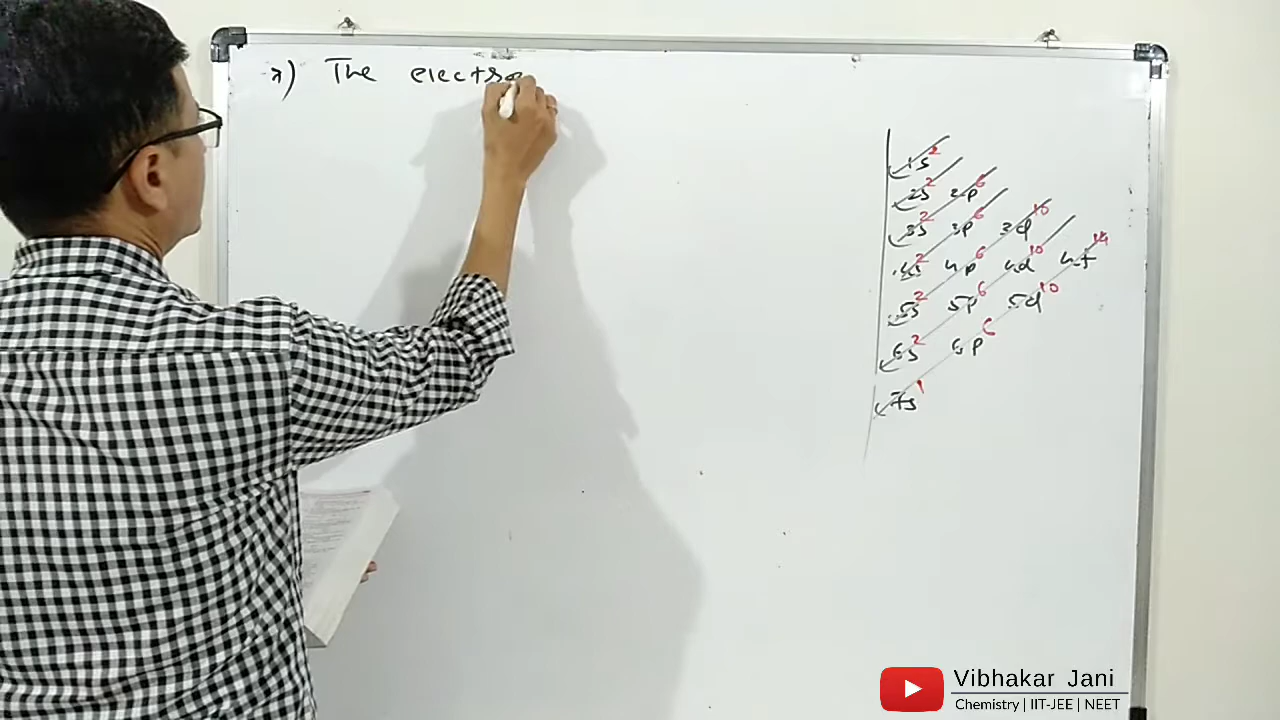 *) The electro
1s2
2s2 2p6
3s2 3p6 3d10
4s2 4p6 4d10 4f14
5s2 5p6 5d10
6s2 6p6
7s1
Vibhakar Jani
Chemistry | IIT-JEE | NEET